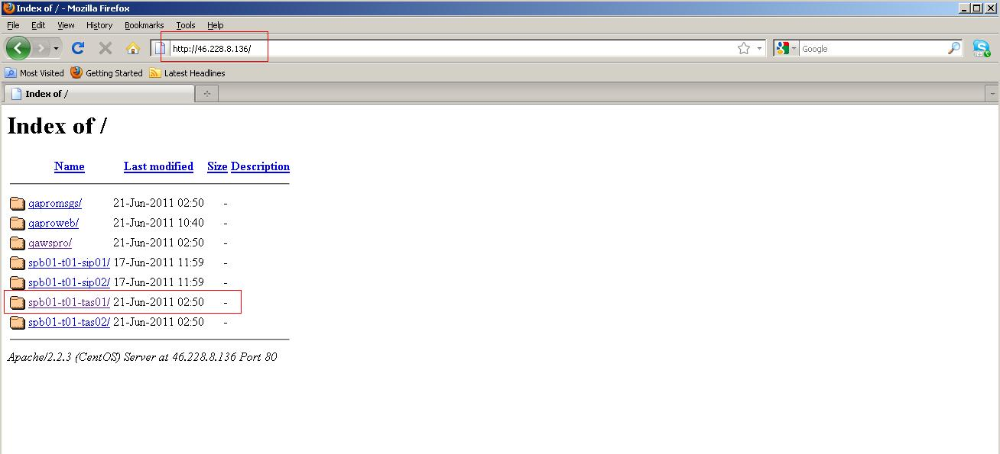 Index of / - Mozilla Firefox
File Edit View History Bookmarks Tools Help
http://46.228.8.136/ Google
Most Visited Getting Started Latest Headlines
Index of /
Index of /
Name Last modified Size Description
qapromsgs/ 21-Jun-2011 02:50 -
qaproweb/ 21-Jun-2011 10:40 -
qawspro/ 21-Jun-2011 02:50 -
spb01-t01-sip01/ 17-Jun-2011 11:59 -
spb01-t01-sip02/ 17-Jun-2011 11:59 -
spb01-t01-tas01/ 21-Jun-2011 02:50 -
spb01-t01-tas02/ 21-Jun-2011 02:50 -
Apache/2.2.3 (CentOS) Server at 46.228.8.136 Port 80